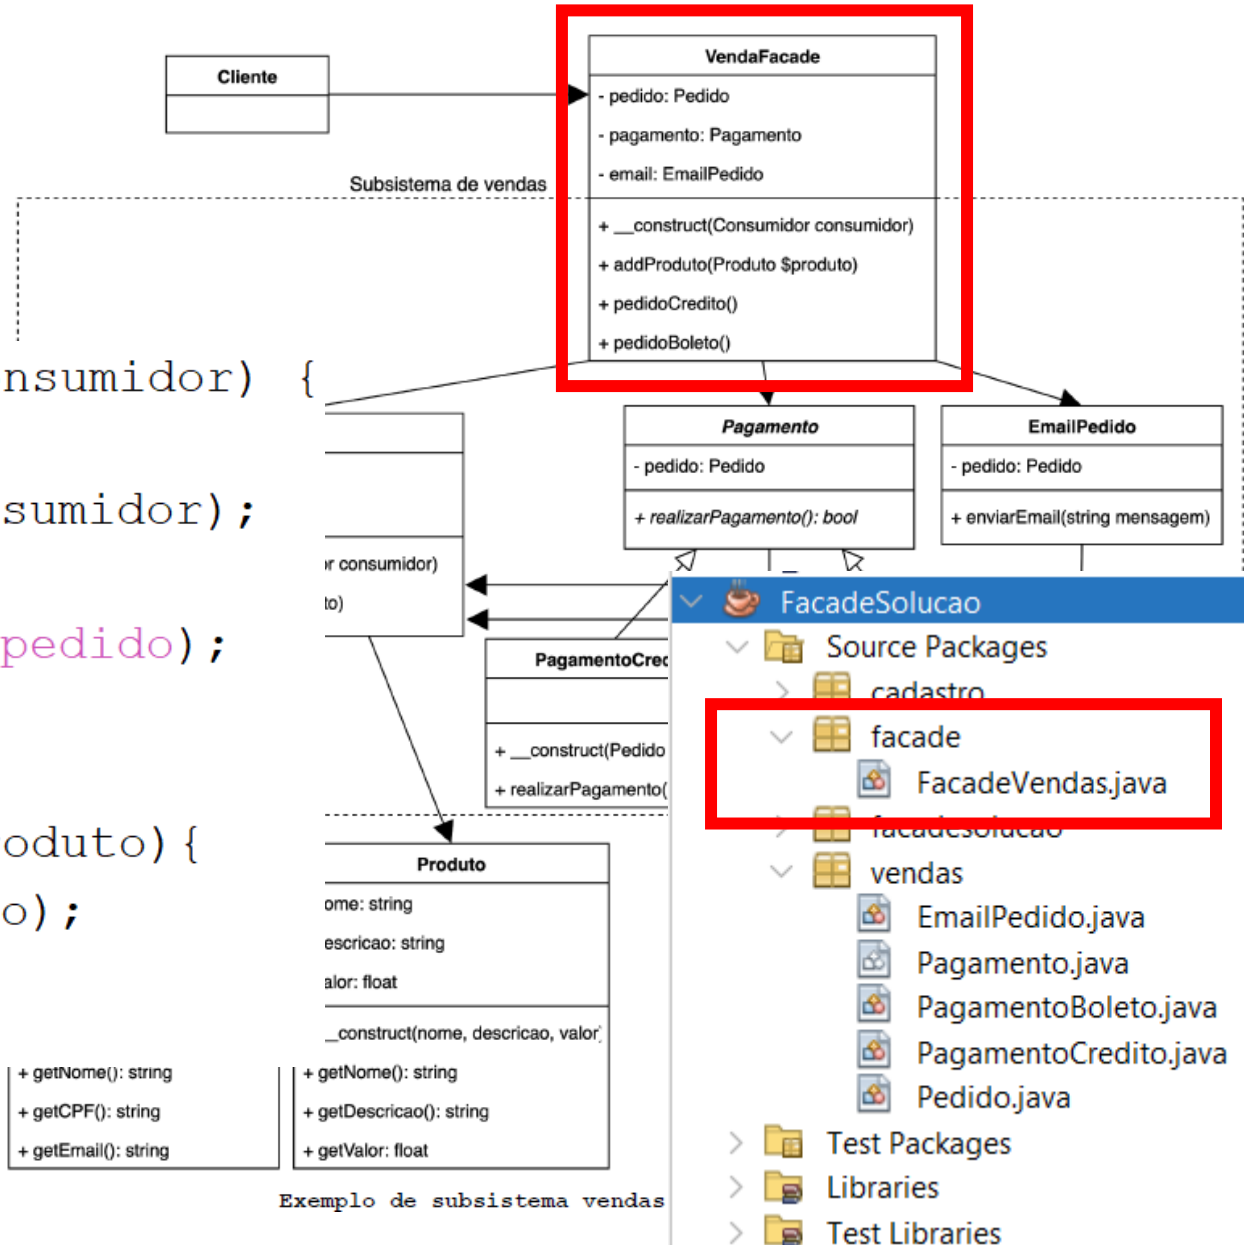 Cliente
VendaFacade
- pedido: Pedido
- pagamento: Pagamento
- email: EmailPedido
Subsistema de vendas
+ __construct(Consumidor consumidor)
+ addProduto(Produto $produto)
+ pedidoCredito()
+ pedidoBoleto()
nsumidor) {
sumidor);
pedido);
oduto){
o);
or consumidor)
to)
Pagamento
- pedido: Pedido
+ realizarPagamento(): bool
EmailPedido
- pedido: Pedido
+ enviarEmail(string mensagem)
PagamentoCred
+ __construct(Pedido
+ realizarPagamento(
Produto
ome: string
escricao: string
alor: float
__construct(nome, descricao, valor)
+ getNome(): string
+ getCPF(): string
+ getEmail(): string
+ getNome(): string
+ getDescricao(): string
+ getValor: float
Exemplo de subsistema vendas
FacadeSolucao
Source Packages
cadastro
facade
FacadeVendas.java
facadesolucao
vendas
EmailPedido.java
Pagamento.java
PagamentoBoleto.java
PagamentoCredito.java
Pedido.java
Test Packages
Libraries
Test Libraries